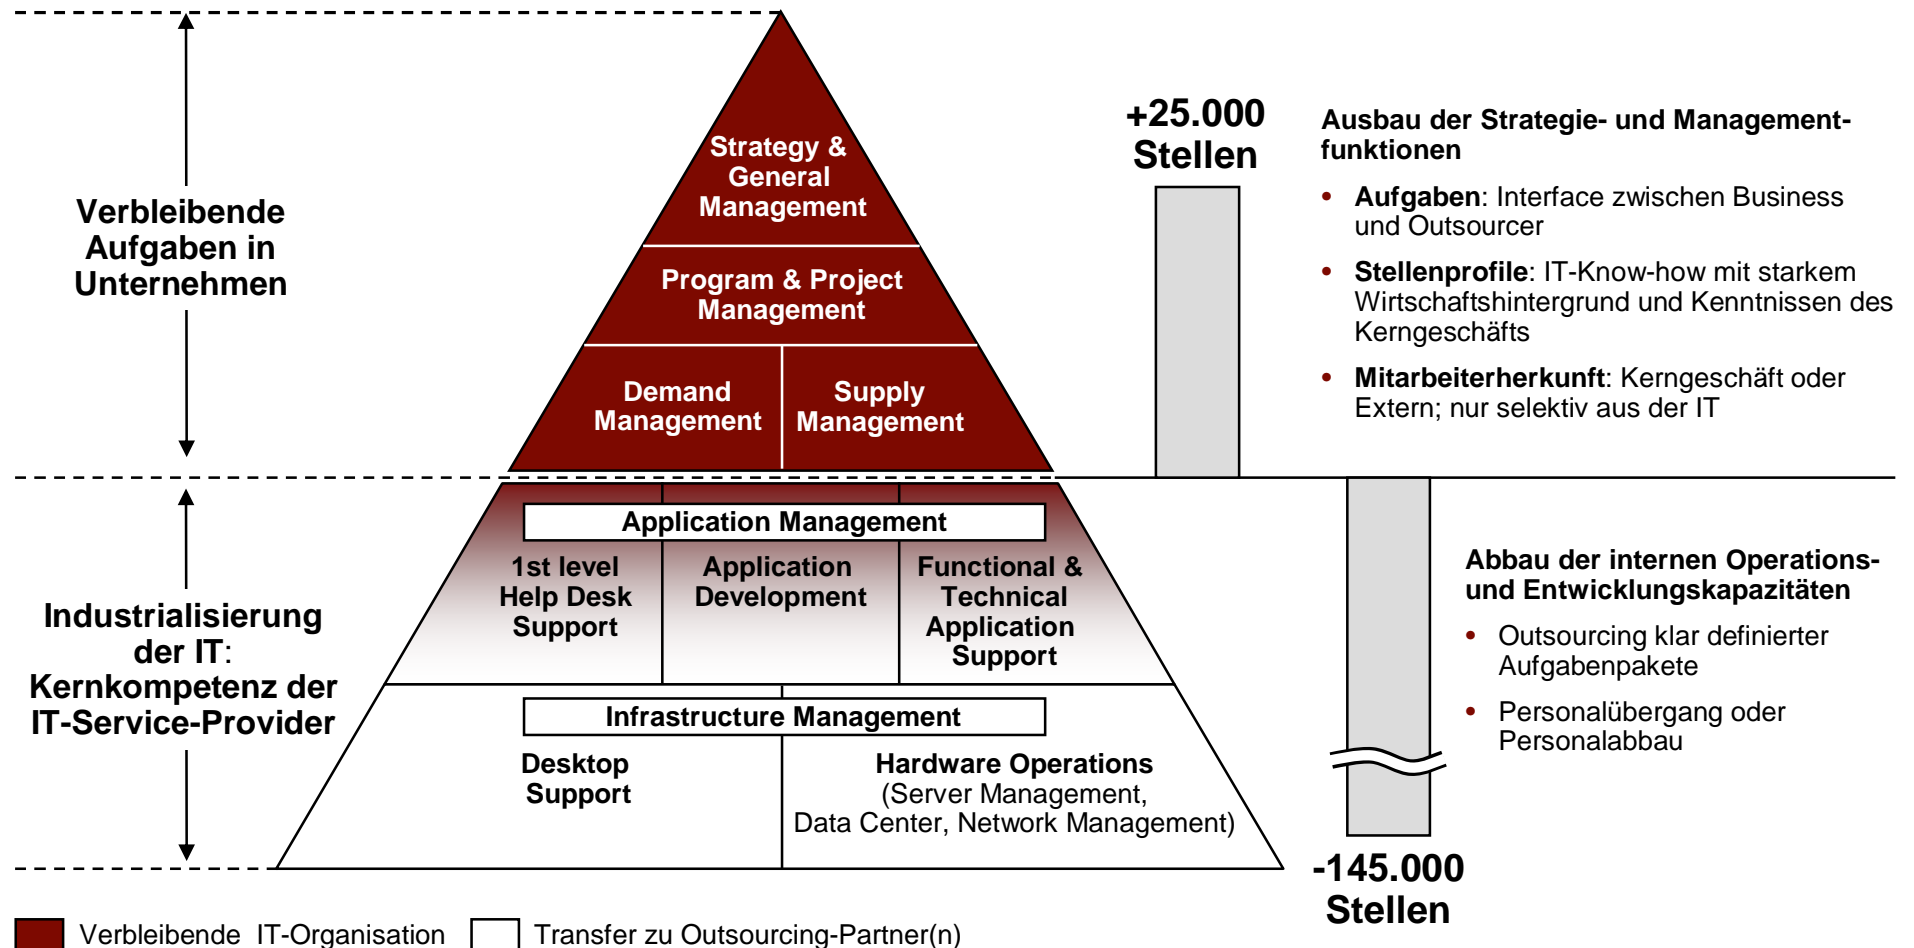 Verbleibende
Aufgaben in
Unternehmen
Strategy &
General
Management
Program & Project
Management
Demand
Management
Supply
Management
+25.000
Stellen
Ausbau der Strategie- und Management-
funktionen
• Aufgaben: Interface zwischen Business
und Outsourcer
• Stellenprofile: IT-Know-how mit starkem
Wirtschaftshintergrund und Kenntnissen des
Kerngeschäfts
• Mitarbeiterherkunft: Kerngeschäft oder
Extern; nur selektiv aus der IT
Industrialisierung
der IT:
Kernkompetenz der
IT-Service-Provider
Application Management
1st level
Help Desk
Support
Application
Development
Functional &
Technical
Application
Support
Infrastructure Management
Desktop
Support
Hardware Operations
(Server Management,
Data Center, Network Management)
Abbau der internen Operations-
und Entwicklungskapazitäten
• Outsourcing klar definierter
Aufgabenpakete
• Personalübergang oder
Personalabbau
-145.000
Stellen
Verbleibende IT-Organisation
Transfer zu Outsourcing-Partner(n)